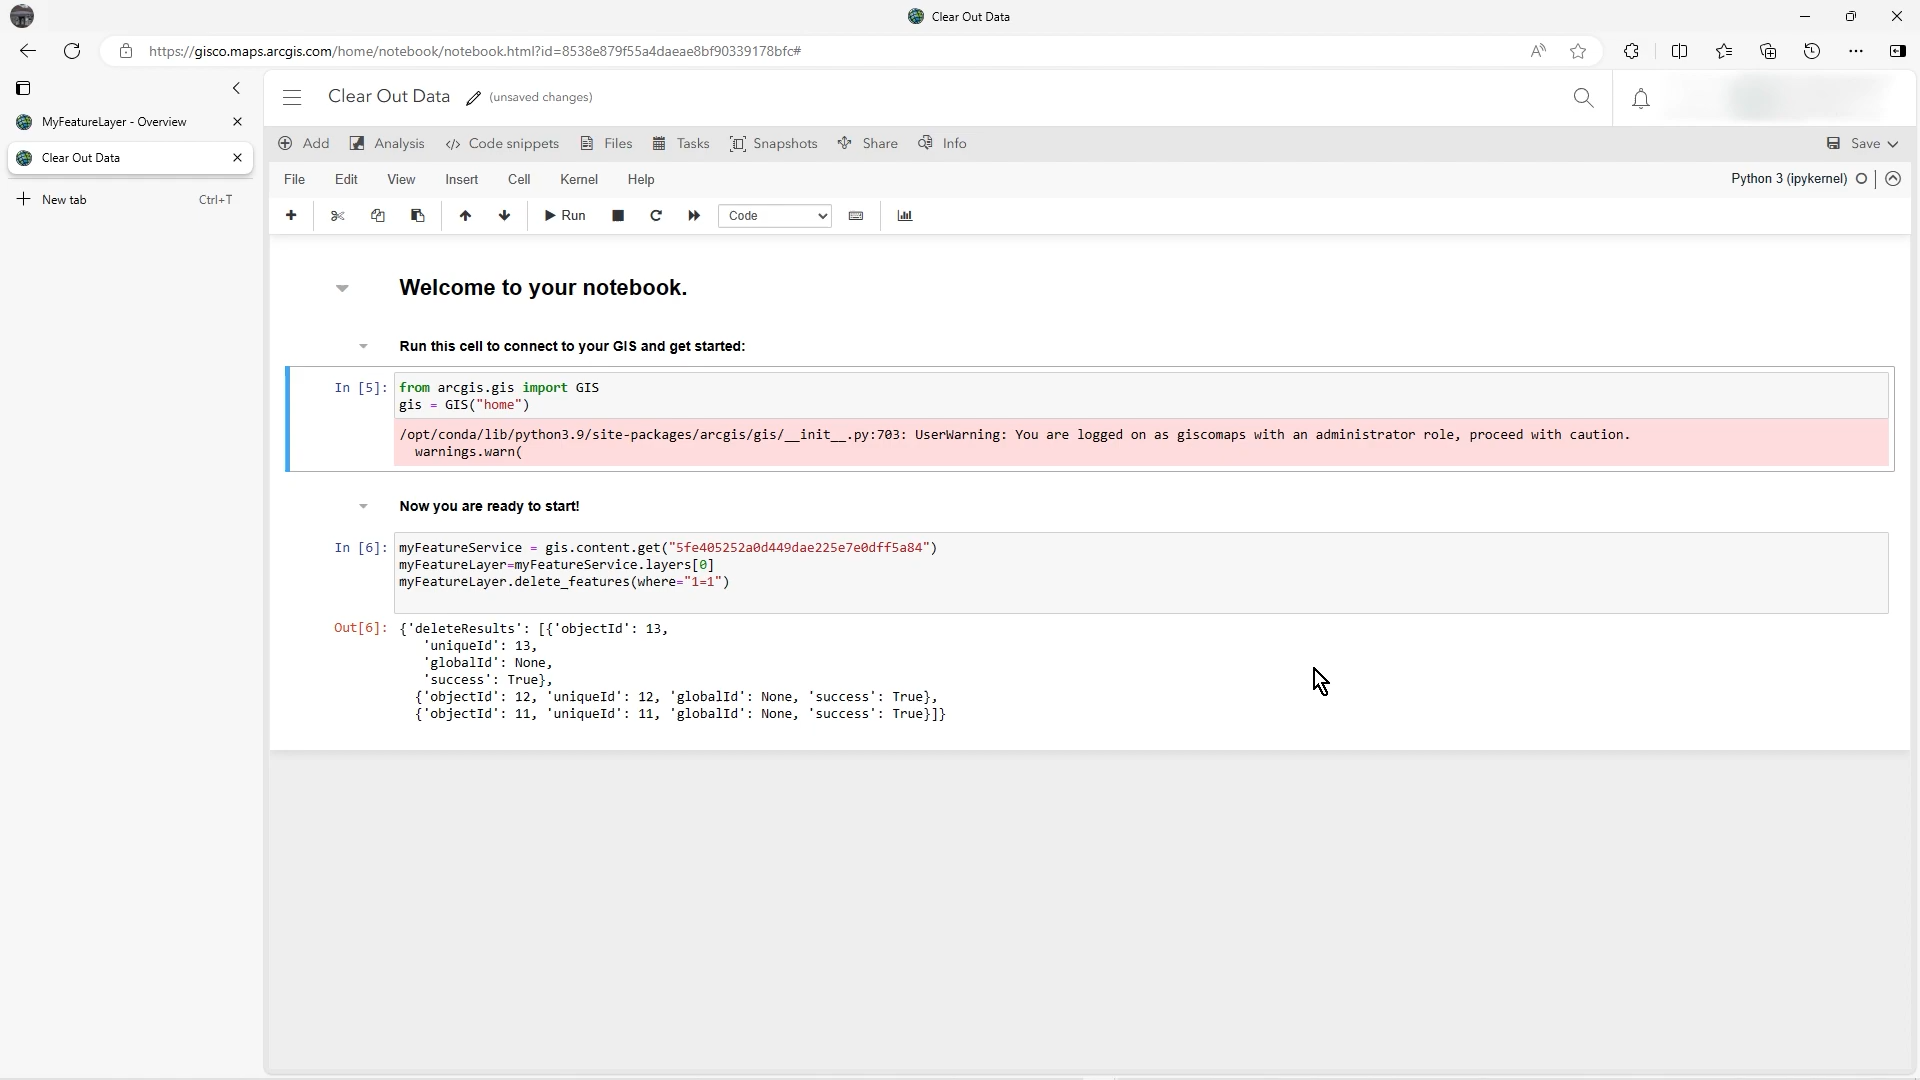 Clear Out Data
https://gisco.maps.arcgis.com/home/notebook/notebook.html?id=8538e879f55a4daeae8bf90339178bfc#
MyFeatureLayer - Overview
Clear Out Data
New tab Ctrl+T
Clear Out Data (unsaved changes)
Add Analysis Code snippets Files Tasks Snapshots Share Info Save
File Edit View Insert Cell Kernel Help Python 3 (ipykernel)
Run Code
Welcome to your notebook.
Run this cell to connect to your GIS and get started:
In [5]: from arcgis.gis import GIS
gis = GIS("home")
/opt/conda/lib/python3.9/site-packages/arcgis/gis/__init__.py:703: UserWarning: You are logged on as giscomaps with an administrator role, proceed with caution.
warnings.warn(
Now you are ready to start!
In [6]: myFeatureService = gis.content.get("5fe405252a0d449dae225e7e0dff5a84")
myFeatureLayer=myFeatureService.layers[0]
myFeatureLayer.delete_features(where="1=1")
Out[6]: {'deleteResults': [{'objectId': 13,
'uniqueId': 13,
'globalId': None,
'success': True},
{'objectId': 12, 'uniqueId': 12, 'globalId': None, 'success': True},
{'objectId': 11, 'uniqueId': 11, 'globalId': None, 'success': True}]}